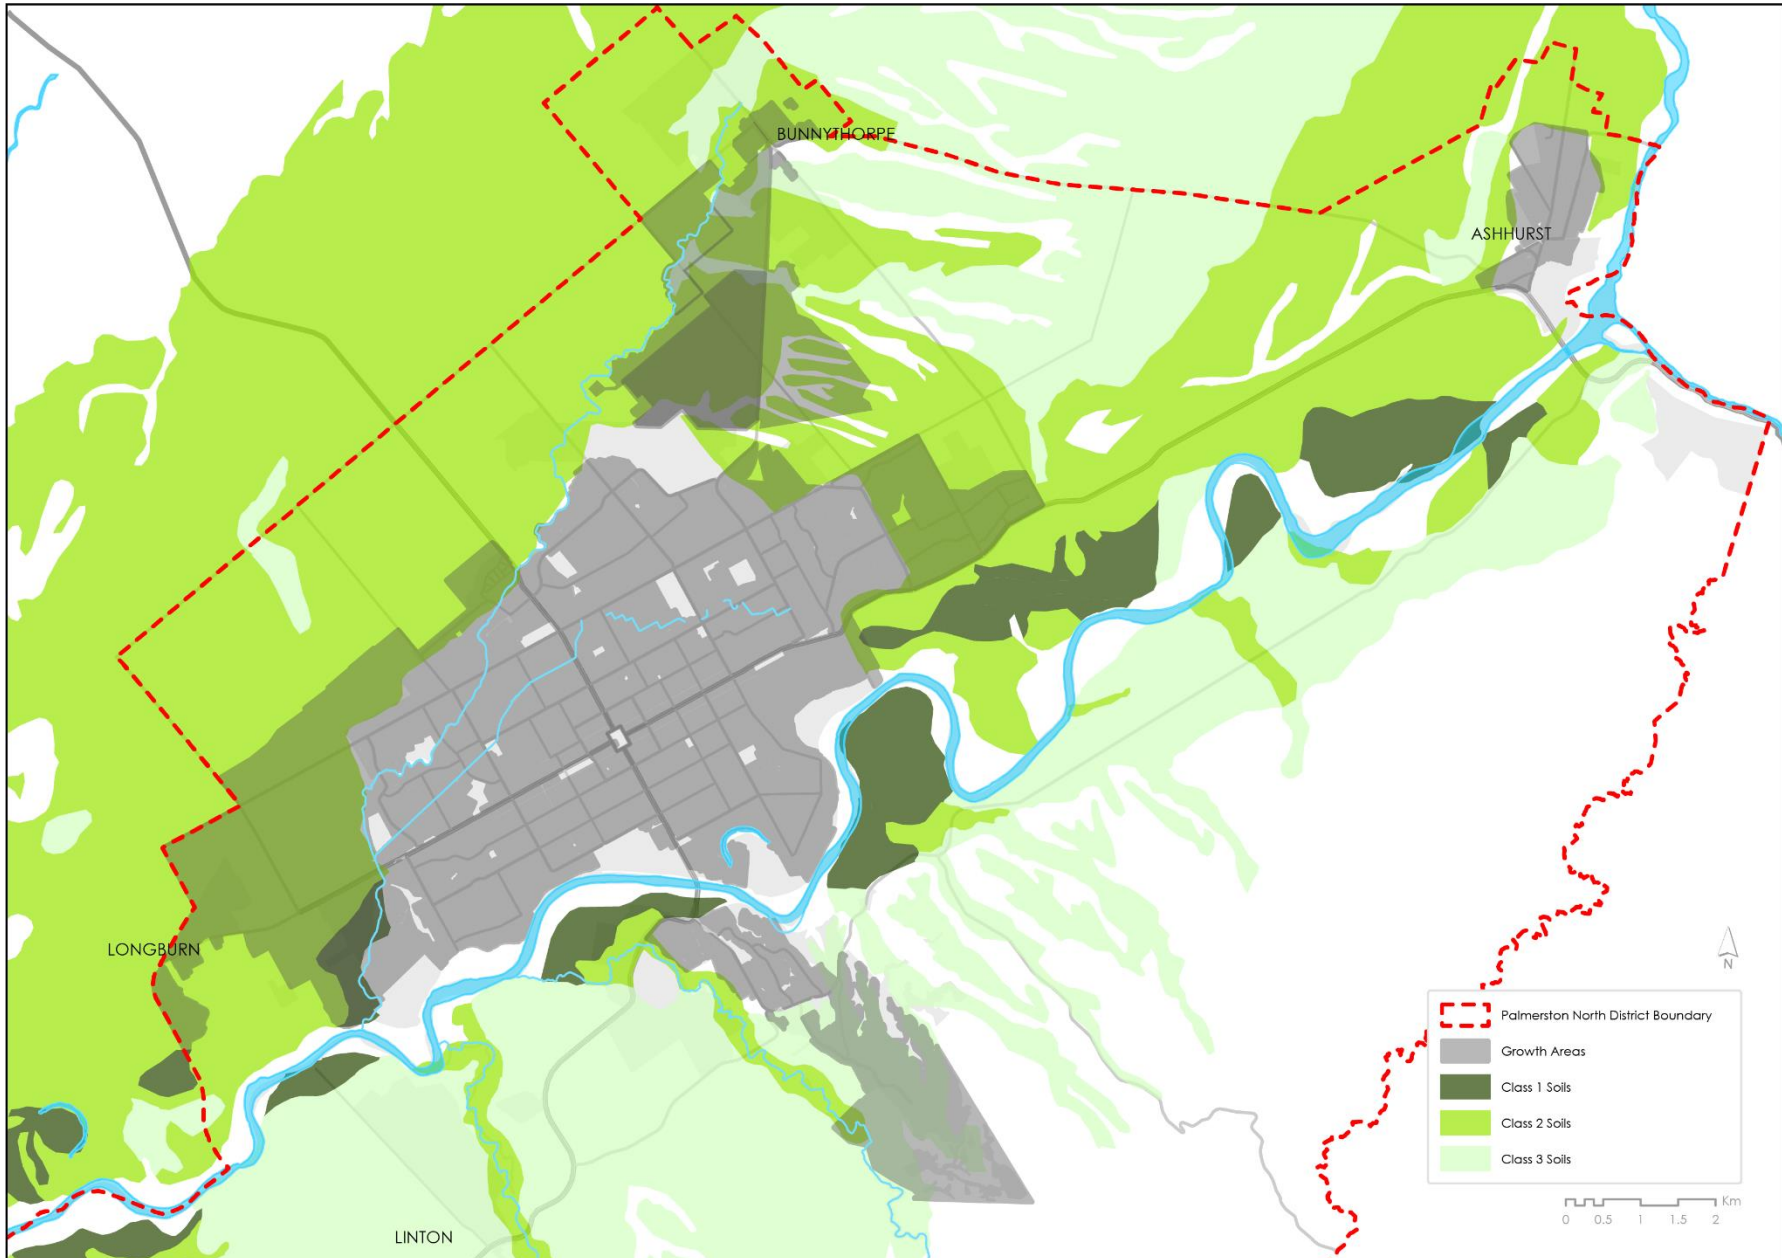 BUNNYTHORPE
ASHHURST
LONGBURN
N
Palmerston North District Boundary
Growth Areas
Class 1 Soils
Class 2 Soils
Class 3 Soils
Km
0 0.5 1 1.5 2
LINTON